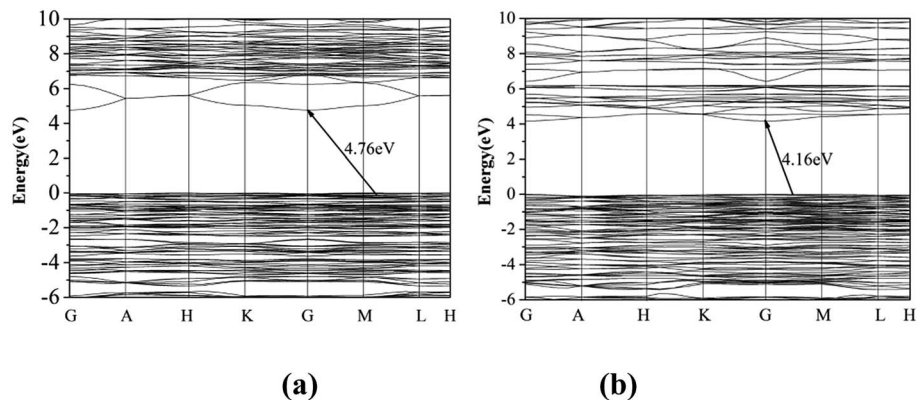 10
8
6
4
2
0
-2
-4
-6
Energy(eV)
4.76eV
G A H K G M L H
(a)
10
8
6
4
2
0
-2
-4
-6
Energy(eV)
4.16eV
G A H K G M L H
(b)